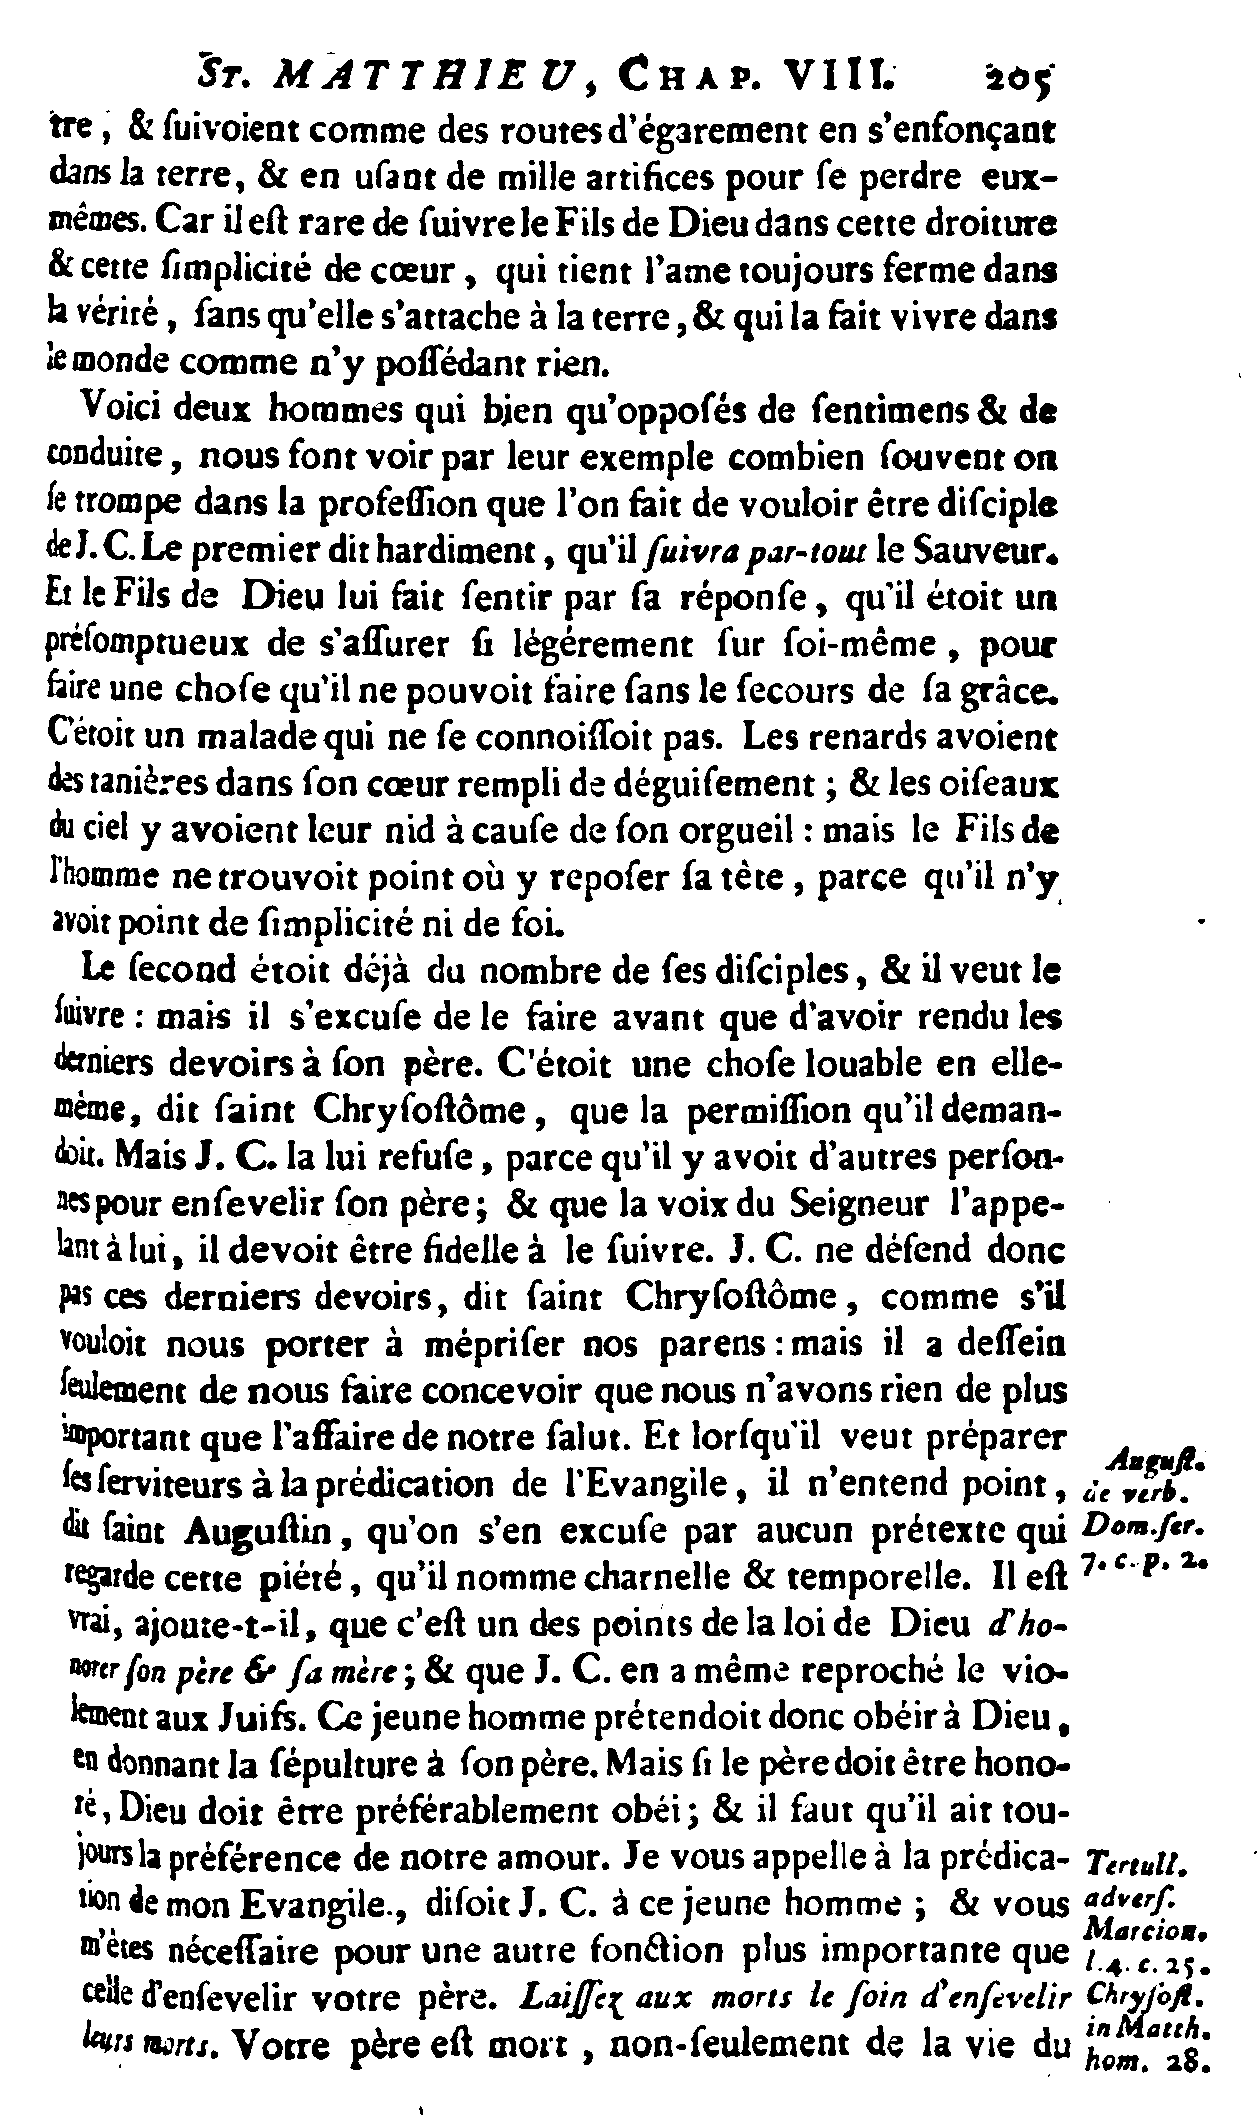 ST. MATTHIEU, CHAP. VIII. 205
tre, & ſuivoient comme des routes d'égarement en s'enfonçant
dans la terre, & en uſant de mille artifices pour ſe perdre eux-
mêmes. Car il eſt rare de ſuivre le Fils de Dieu dans cette droiture
& cette ſimplicité de cœur, qui tient l'ame toujours ferme dans
la vérité, ſans qu'elle s'attache à la terre, & qui la fait vivre dans
le monde comme n'y poſſédant rien.
Voici deux hommes qui bien qu'oppoſés de ſentimens & de
conduite, nous font voir par leur exemple combien ſouvent on
ſe trompe dans la profeſſion que l'on fait de vouloir être diſciple
de J. C. Le premier dit hardiment, qu'il ſuivra par-tout le Sauveur.
Et le Fils de Dieu lui fait ſentir par ſa réponſe, qu'il étoit un
préſomptueux de s'aſſurer ſi légérement ſur ſoi-même, pour
faire une choſe qu'il ne pouvoit faire ſans le ſecours de ſa grâce.
C'étoit un malade qui ne ſe connoiſſoit pas. Les renards avoient
des tanières dans ſon cœur rempli de déguiſement ; & les oiſeaux
du ciel y avoient leur nid à cauſe de ſon orgueil : mais le Fils de
l'homme ne trouvoit point où y repoſer ſa tête, parce qu'il n'y
avoit point de ſimplicité ni de foi.
Le ſecond étoit déjà du nombre de ſes diſciples, & il veut le
ſuivre : mais il s'excuſe de le faire avant que d'avoir rendu les
derniers devoirs à ſon père. C'étoit une choſe louable en elle-
même, dit ſaint Chryſoſtôme, que la permiſſion qu'il deman-
doit. Mais J. C. la lui refuſe, parce qu'il y avoit d'autres perſon-
nes pour enſevelir ſon père ; & que la voix du Seigneur l'appe-
lant à lui, il devoit être fidelle à le ſuivre. J. C. ne défend donc
pas ces derniers devoirs, dit ſaint Chryſoſtôme, comme s'il
vouloit nous porter à mépriſer nos parens : mais il a deſſein
ſeulement de nous faire concevoir que nous n'avons rien de plus
important que l'affaire de notre ſalut. Et lorſqu'il veut préparer
ſes ſerviteurs à la prédication de l'Evangile, il n'entend point,
dit ſaint Auguſtin, qu'on s'en excuſe par aucun prétexte qui
regarde cette piété, qu'il nomme charnelle & temporelle. Il eſt
vrai, ajoute-t-il, que c'eſt un des points de la loi de Dieu d'ho-
norer ſon père & ſa mère ; & que J. C. en a même reproché le vio-
lement aux Juifs. Ce jeune homme prétendoit donc obéir à Dieu,
en donnant la ſépulture à ſon père. Mais ſi le père doit être hono-
ré, Dieu doit être préférablement obéi ; & il faut qu'il ait tou-
jours la préférence de notre amour. Je vous appelle à la prédica-
tion de mon Evangile, diſoit J. C. à ce jeune homme ; & vous
m'êtes néceſſaire pour une autre fonction plus importante que
celle d'enſevelir votre père. Laiſſez aux morts le ſoin d'enſevelir
leurs morts. Votre père eſt mort, non-ſeulement de la vie du
Auguſt.
de verb.
Dom. ſer.
7. c. p. 2.
Tertull.
adverſ.
Marcion.
l. 4. c. 25.
Chryſoſt.
in Matth.
hom. 28.